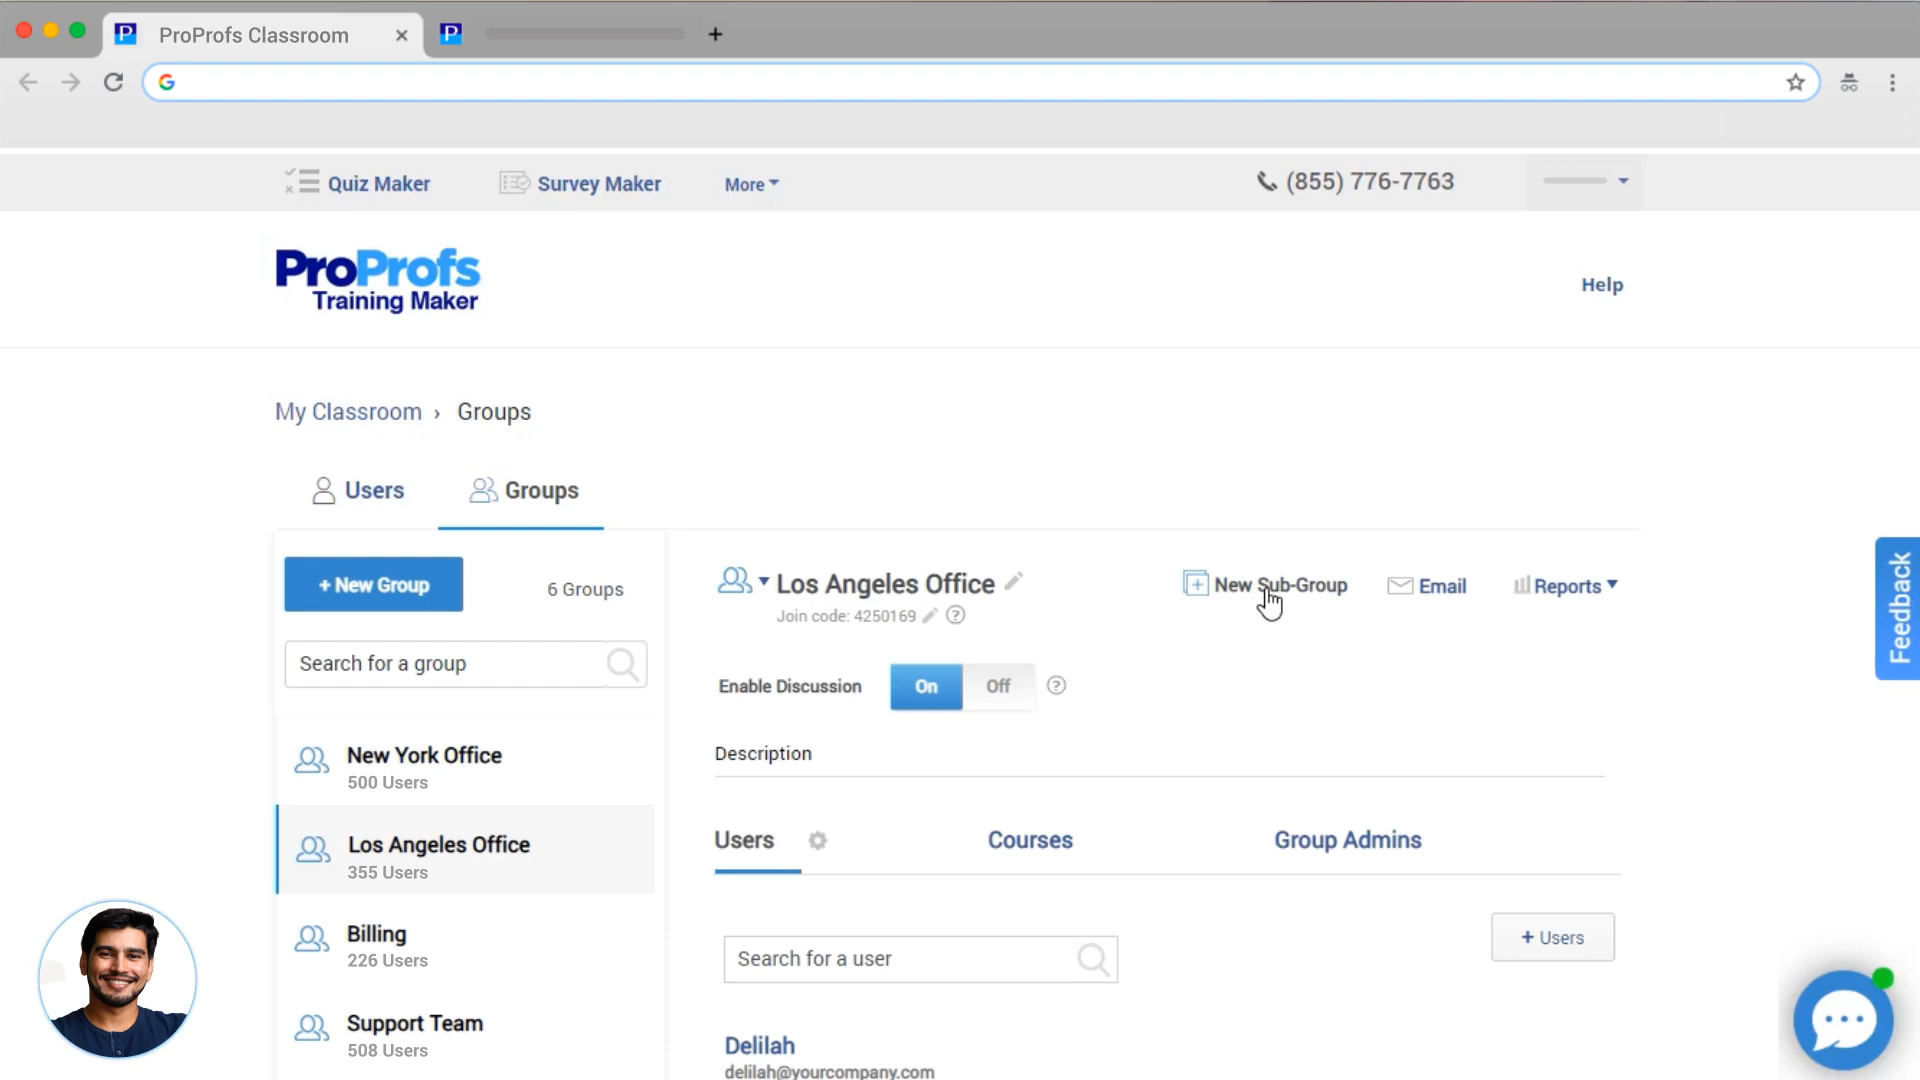 ProProfs Classroom
Quiz Maker
Survey Maker
More
(855) 776-7763
ProProfs
Training Maker
Help
My Classroom › Groups
Users
Groups
+ New Group
6 Groups
Search for a group
New York Office
500 Users
Los Angeles Office
355 Users
Billing
226 Users
Support Team
508 Users
Los Angeles Office
Join code: 4250169
New Sub-Group
Email
Reports
Enable Discussion
On
Off
Description
Users
Courses
Group Admins
Search for a user
+ Users
Delilah
delilah@yourcompany.com
Feedback